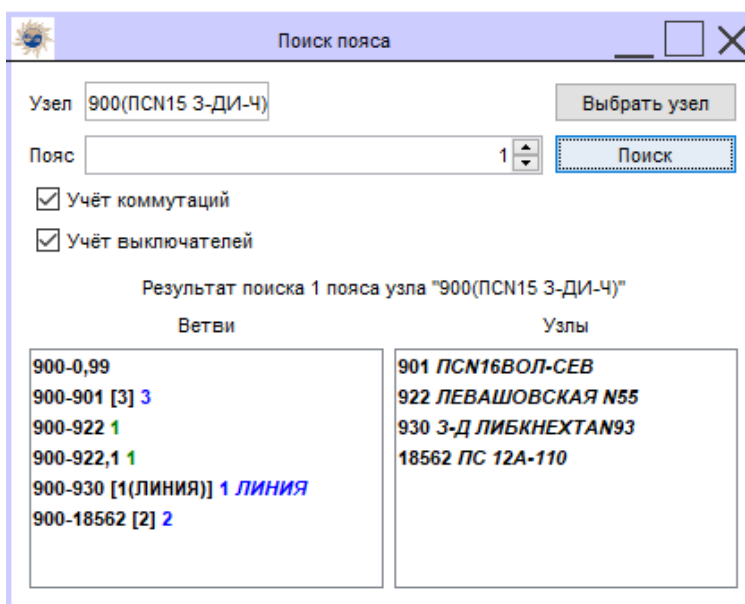 Поиск пояса
Узел 900(ПСN15 З-ДИ-Ч) Выбрать узел
Пояс 1 Поиск
Учёт коммутаций
Учёт выключателей
Результат поиска 1 пояса узла "900(ПСN15 З-ДИ-Ч)"
Ветви Узлы
900-0,99 901 ПСN16ВОЛ-СЕВ
900-901 [3] 3 922 ЛЕВАШОВСКАЯ N55
900-922 1 930 З-Д ЛИБКНЕХТАN93
900-922,1 1 18562 ПС 12А-110
900-930 [1(ЛИНИЯ)] 1 ЛИНИЯ
900-18562 [2] 2